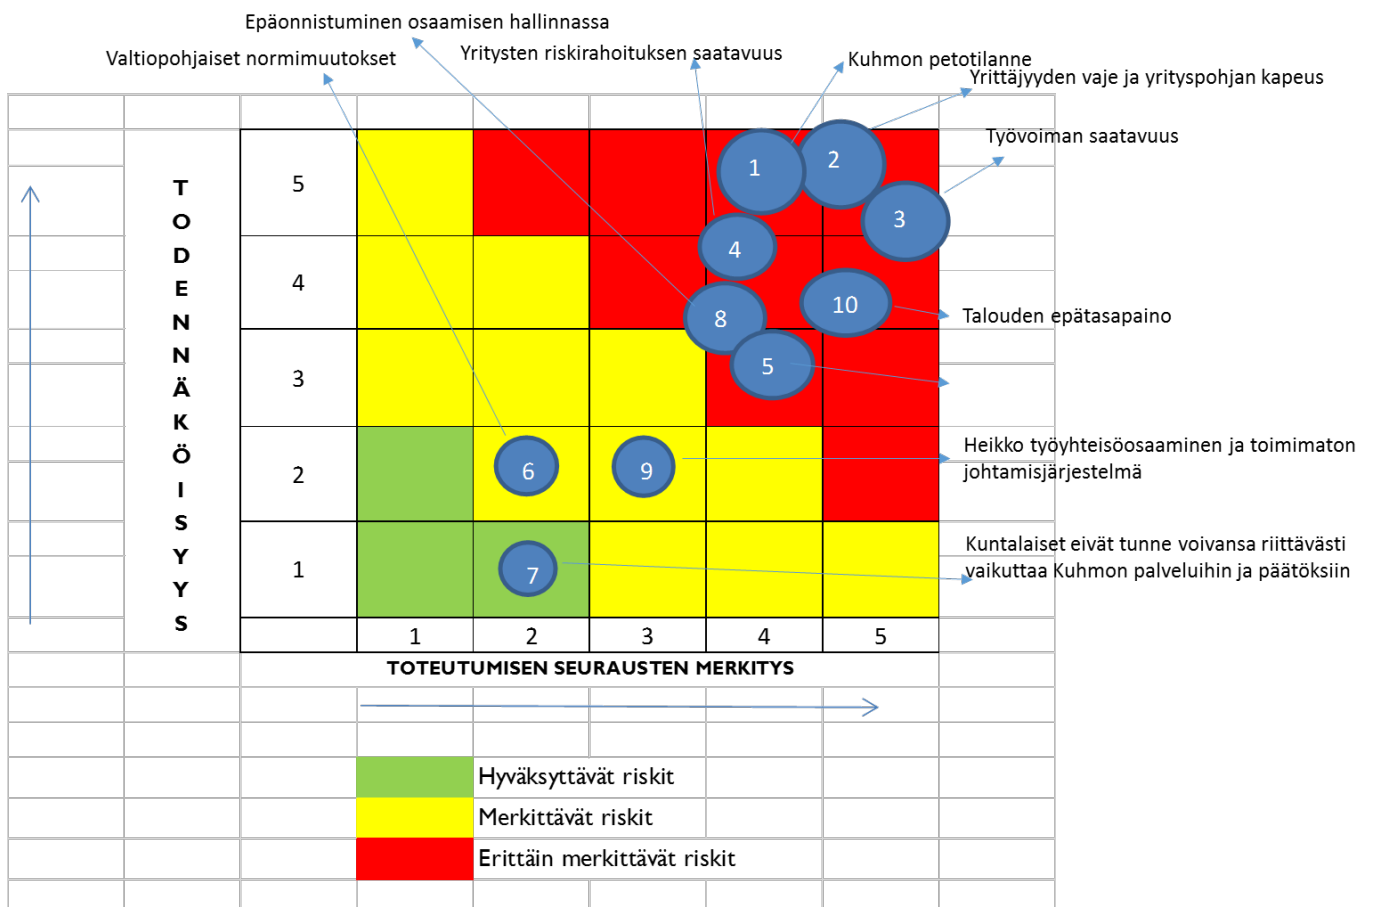 Epäonnistuminen osaamisen hallinnassa
Valtiopohjaiset normimuutokset
Yritysten riskirahoituksen saatavuus
Kuhmon petotilanne
Yrittäjyyden vaje ja yrityspohjan kapeus
Työvoiman saatavuus
TODENNÄKÖISYYS
5
1
2
3
4
4
8
10
Talouden epätasapaino
3
5
2
6
9
Heikko työyhteisöosaaminen ja toimimaton
johtamisjärjestelmä
1
7
Kuntalaiset eivät tunne voivansa riittävästi
vaikuttaa Kuhmon palveluihin ja päätöksiin
1 2 3 4 5
TOTEUTUMISEN SEURAUSTEN MERKITYS
Hyväksyttävät riskit
Merkittävät riskit
Erittäin merkittävät riskit